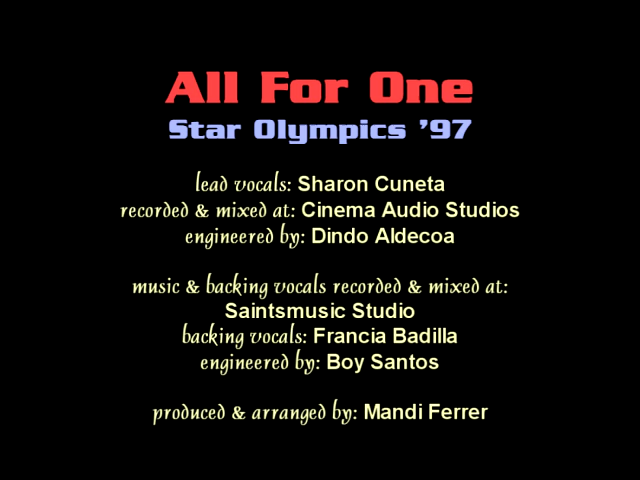 All For One
Star Olympics '97
lead vocals: Sharon Cuneta
recorded & mixed at: Cinema Audio Studios
engineered by: Dindo Aldecoa
music & backing vocals recorded & mixed at:
Saintsmusic Studio
backing vocals: Francia Badilla
engineered by: Boy Santos
produced & arranged by: Mandi Ferrer